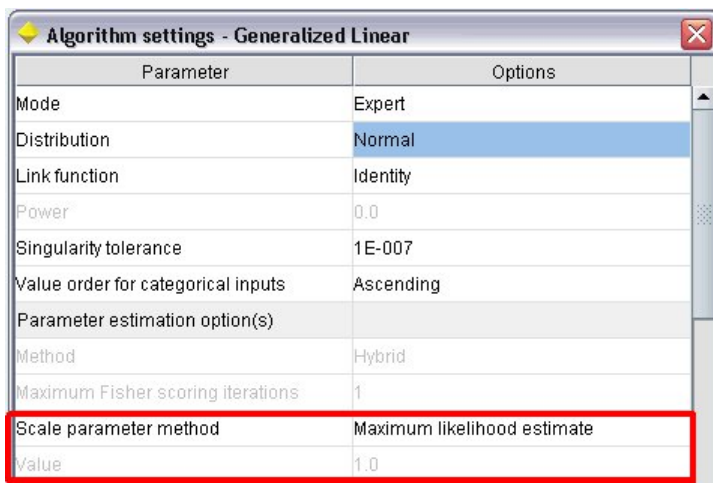 Algorithm settings - Generalized Linear
Parameter Options
Mode Expert
Distribution Normal
Link function Identity
Power 0.0
Singularity tolerance 1E-007
Value order for categorical inputs Ascending
Parameter estimation option(s)
Method Hybrid
Maximum Fisher scoring iterations 1
Scale parameter method Maximum likelihood estimate
Value 1.0